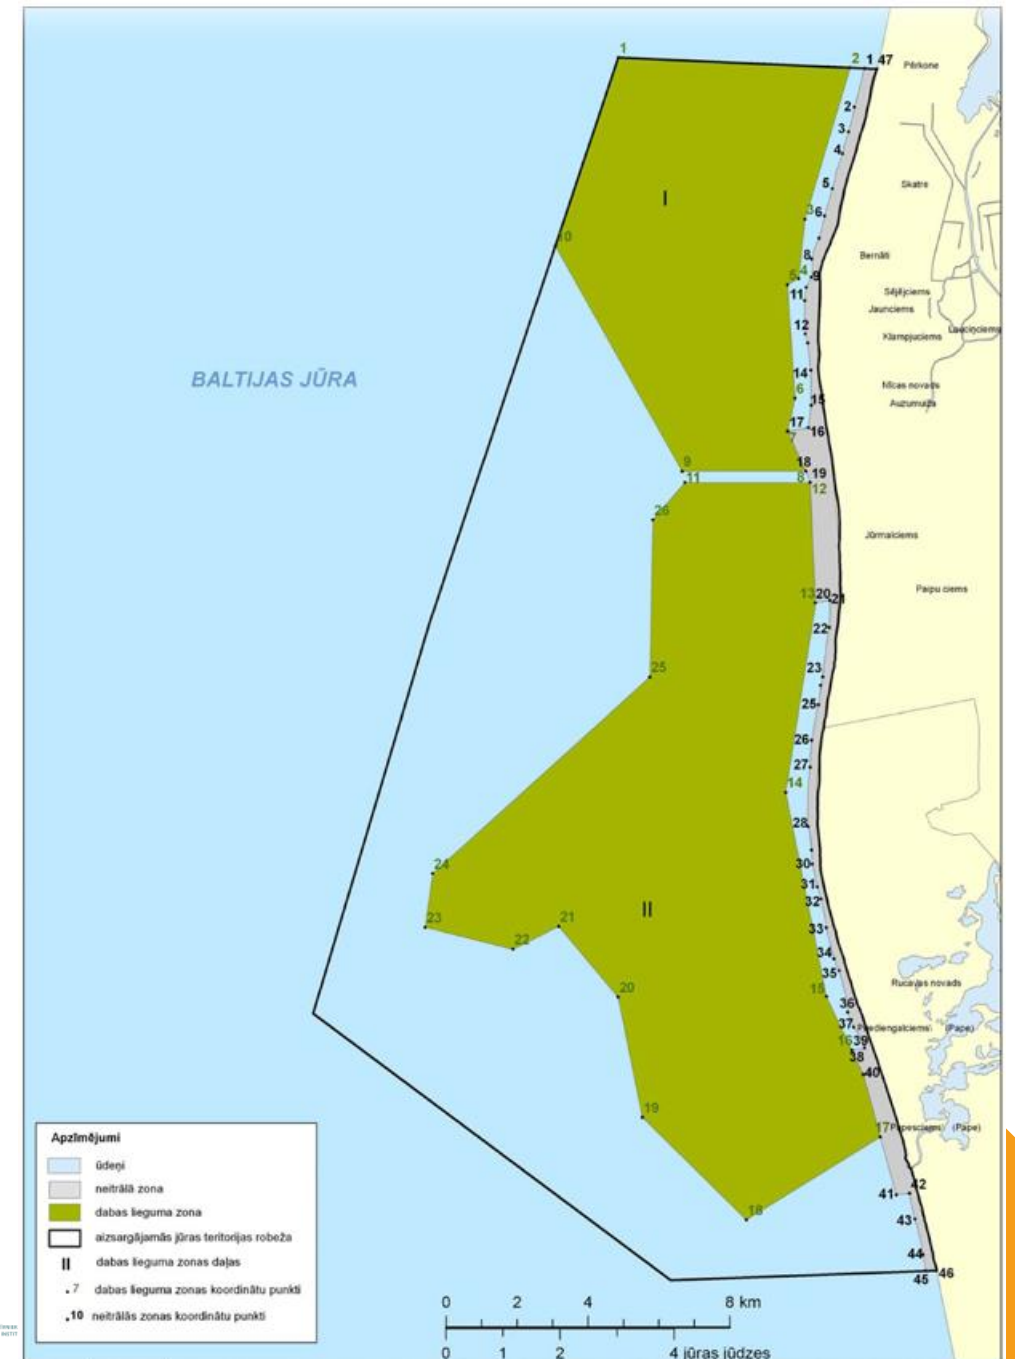 1
2
1 47
Pērkone
2
3
4
Skatre
5
I
3
6
10
8
Bernāti
4
9
5
Sējējciems
11
Jaunciems
12
Klampjuciems
Lauciņciems
BALTIJAS JŪRA
14
Nīcas novads
6
15
Auzumuiža
17
16
7
9
18
19
11
8
12
26
Jūrmalciems
Paipu ciems
13
20
21
22
25
23
25
26
27
14
28
24
30
31
32
II
23
21
33
22
34
35
Rucavas novads
20
15
36
37
(Pape)
16
39
38
40
19
17
Papesciems (Pape)
42
41
18
43
44
45
46
Apzīmējumi
ūdeņi
neitrālā zona
dabas lieguma zona
aizsargājamās jūras teritorijas robeža
II dabas lieguma zonas daļas
.7 dabas lieguma zonas koordinātu punkti
.10 neitrālās zonas koordinātu punkti
0 2 4 8 km
0 1 2 4 jūras jūdzes